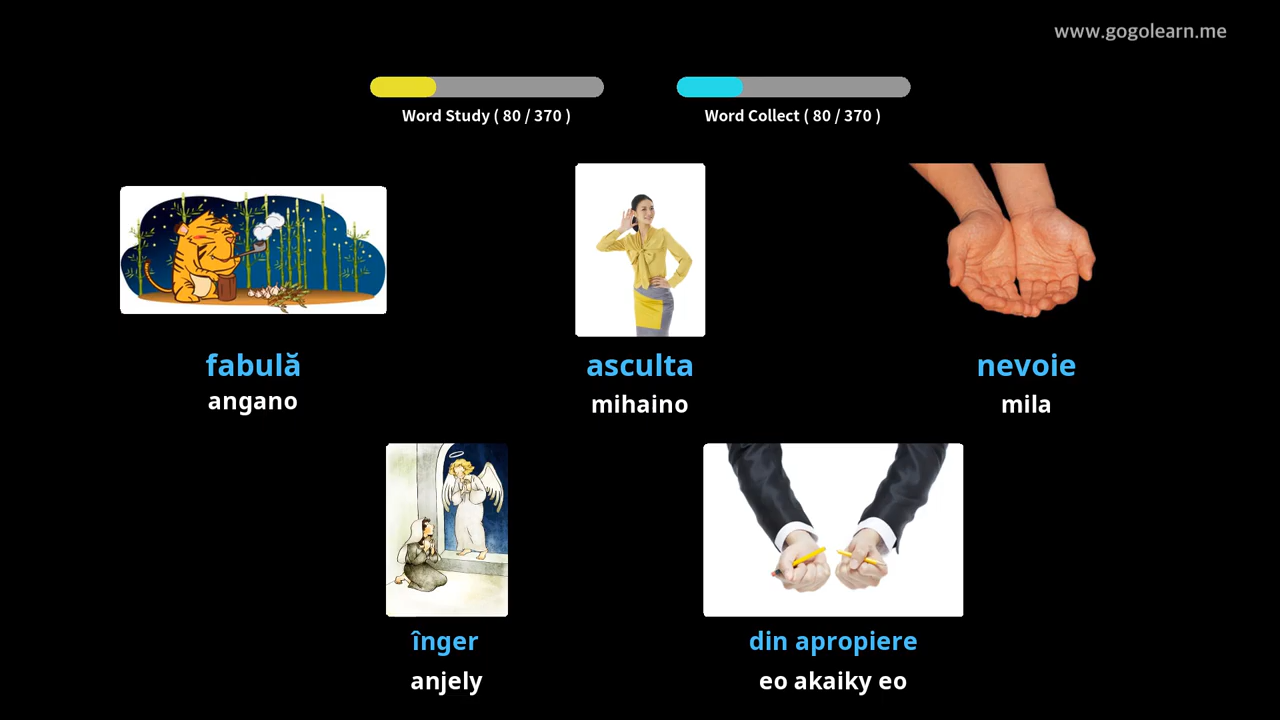 www.gogolearn.me
Word Study ( 80 / 370 )
Word Collect ( 80 / 370 )
fabulă
angano
asculta
mihaino
nevoie
mila
înger
anjely
din apropiere
eo akaiky eo